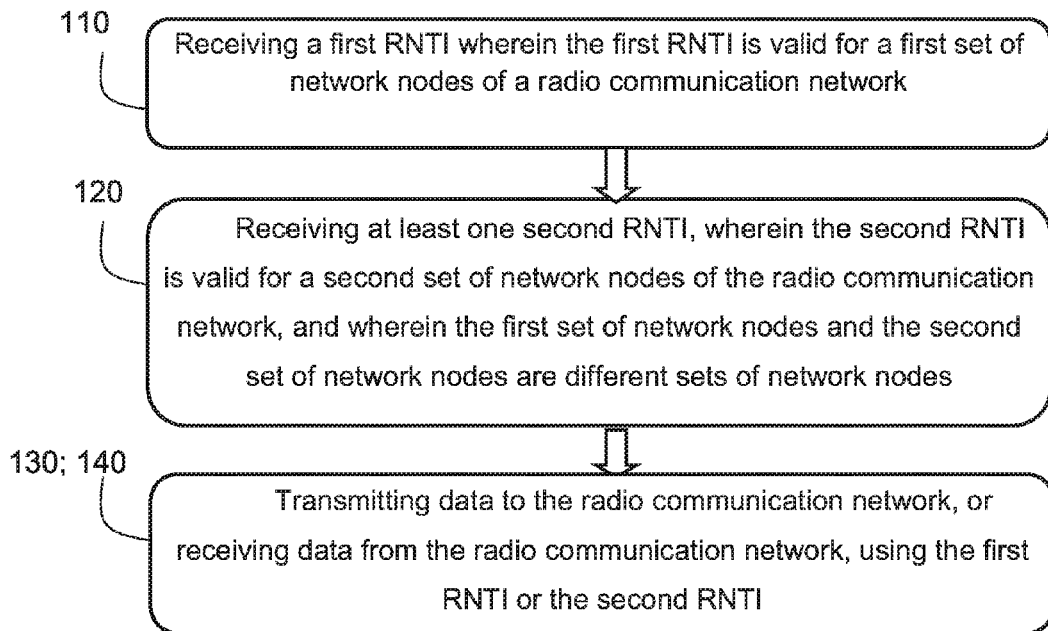 110
Receiving a first RNTI wherein the first RNTI is valid for a first set of
network nodes of a radio communication network
120
Receiving at least one second RNTI, wherein the second RNTI
is valid for a second set of network nodes of the radio communication
network, and wherein the first set of network nodes and the second
set of network nodes are different sets of network nodes
130; 140
Transmitting data to the radio communication network, or
receiving data from the radio communication network, using the first
RNTI or the second RNTI